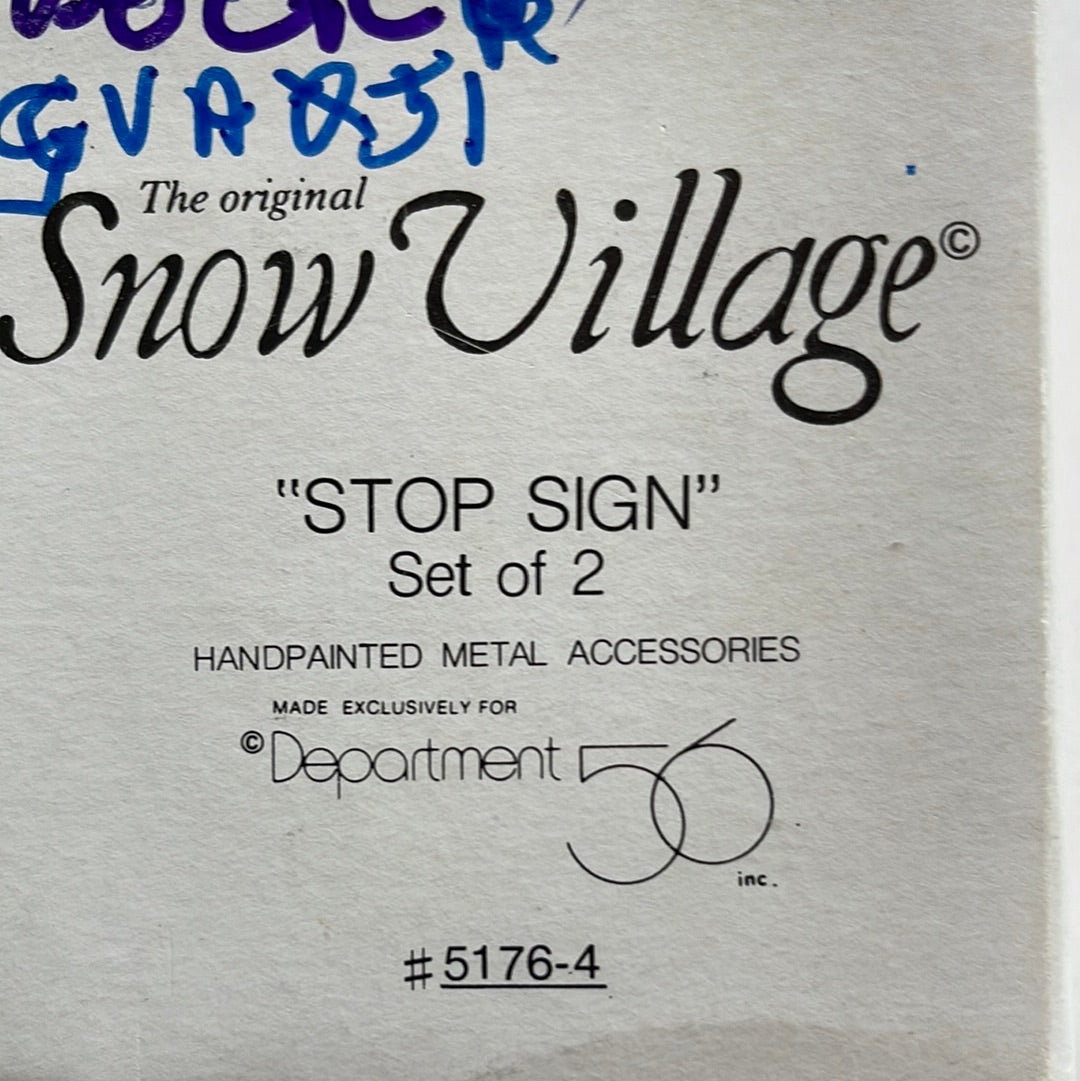 The original
Snow Village©
"STOP SIGN"
Set of 2
HANDPAINTED METAL ACCESSORIES
MADE EXCLUSIVELY FOR
©Department 56
inc.
#5176-4